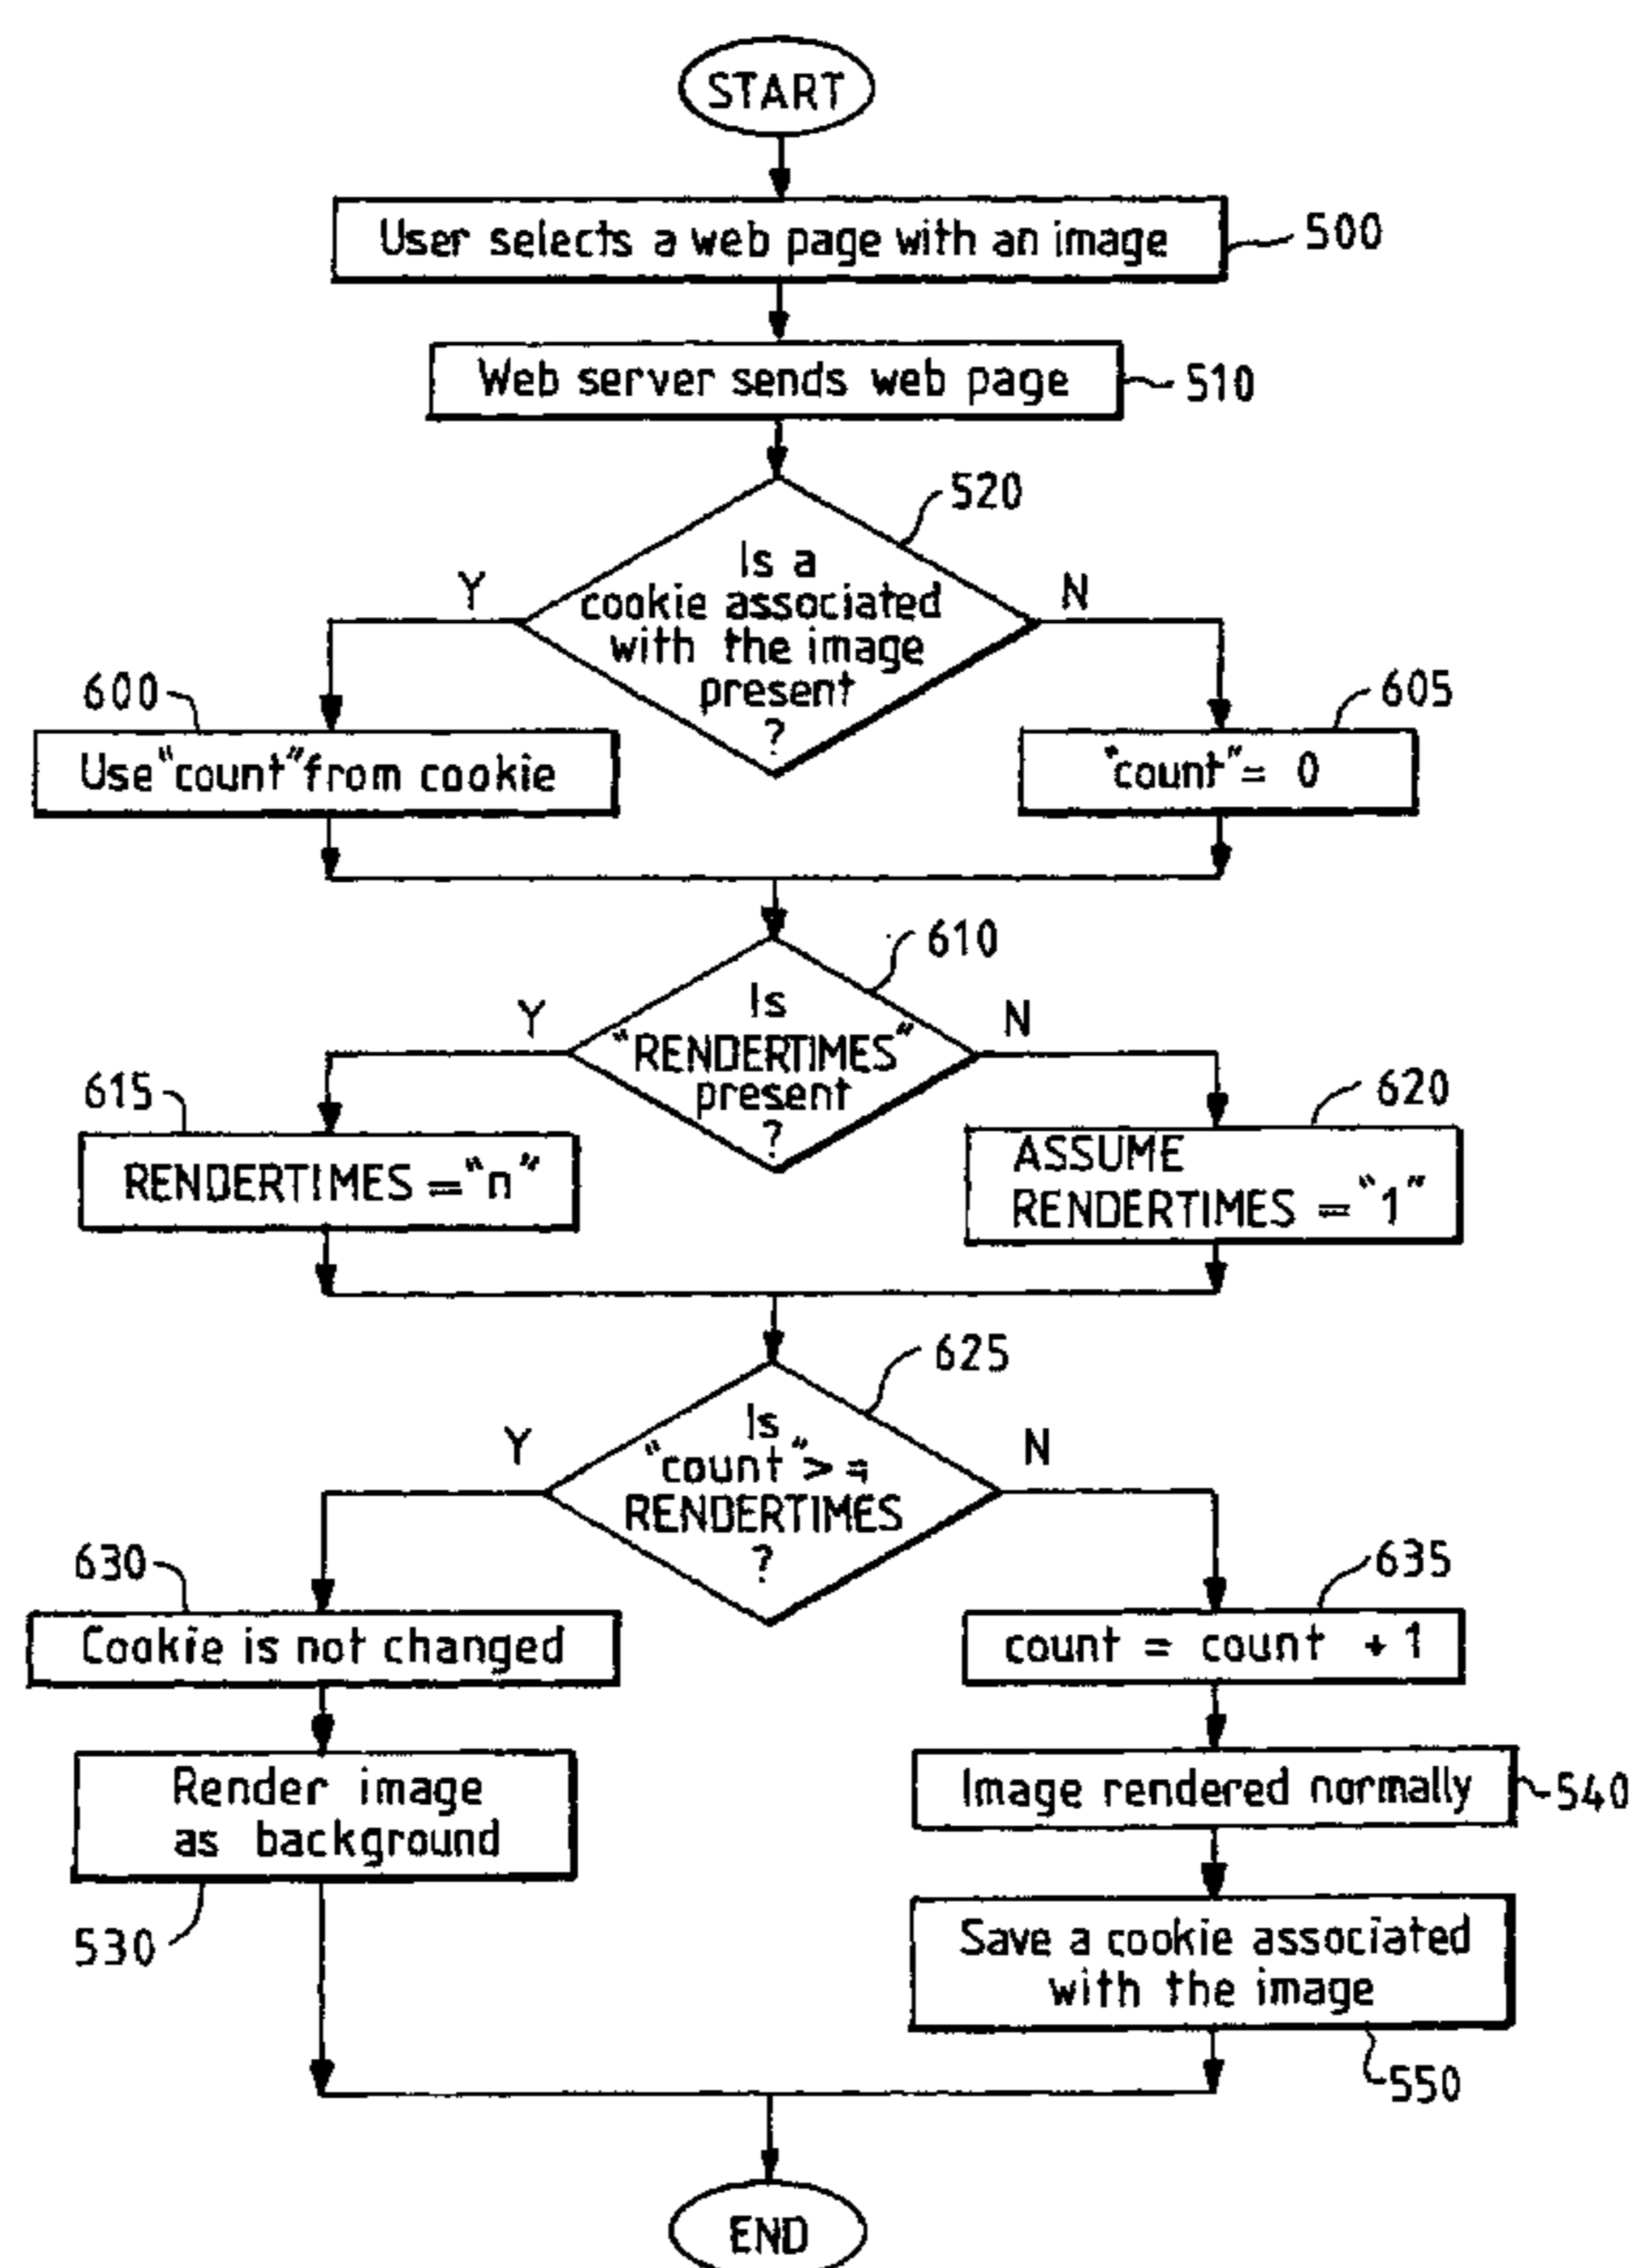 START
User selects a web page with an image
500
Web server sends web page
510
520
Is a
cookie associated
with the image
present
?
Y
N
600
605
Use "count" from cookie
"count" = 0
610
Is
"RENDERTIMES"
present
?
Y
N
615
620
RENDERTIMES = "n"
ASSUME
RENDERTIMES = "1"
625
Is
"count" > =
RENDERTIMES
?
Y
N
630
635
Cookie is not changed
count = count + 1
Render image
as background
530
Image rendered normally
540
Save a cookie associated
with the image
550
END